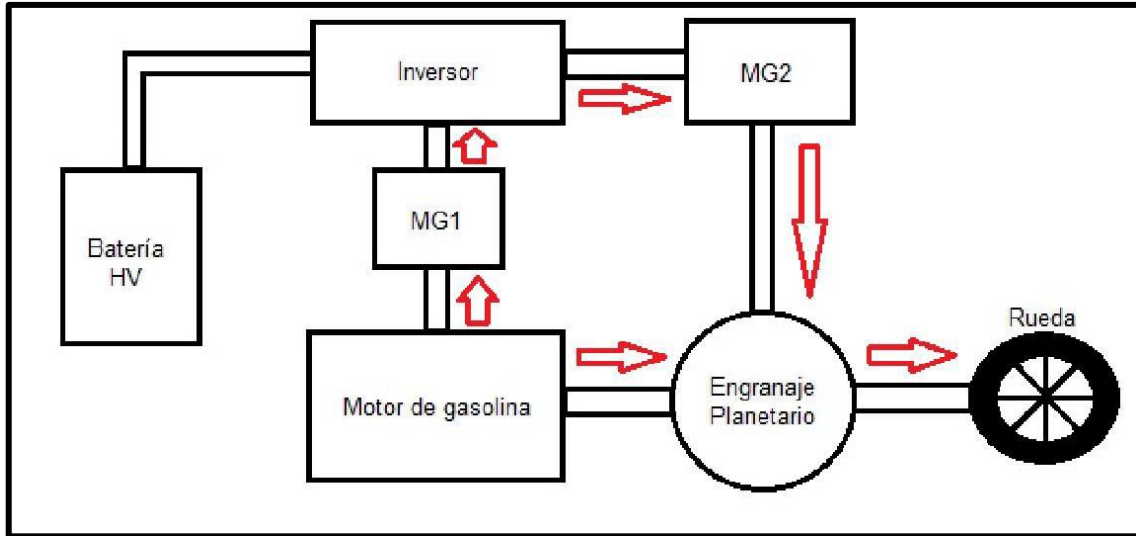 Inversor
MG2
MG1
Batería
HV
Motor de gasolina
Engranaje
Planetario
Rueda